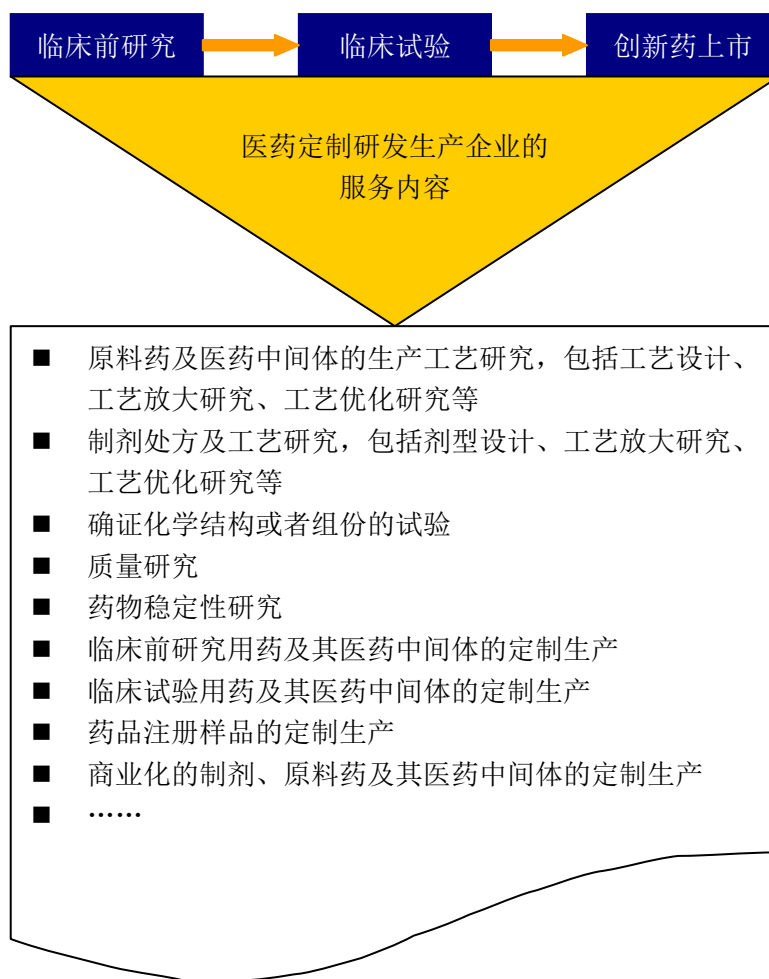 临床前研究
临床试验
创新药上市
医药定制研发生产企业的
服务内容
■ 原料药及医药中间体的生产工艺研究，包括工艺设计、
工艺放大研究、工艺优化研究等
■ 制剂处方及工艺研究，包括剂型设计、工艺放大研究、
工艺优化研究等
■ 确证化学结构或者组份的试验
■ 质量研究
■ 药物稳定性研究
■ 临床前研究用药及其医药中间体的定制生产
■ 临床试验用药及其医药中间体的定制生产
■ 药品注册样品的定制生产
■ 商业化的制剂、原料药及其医药中间体的定制生产
■ ……